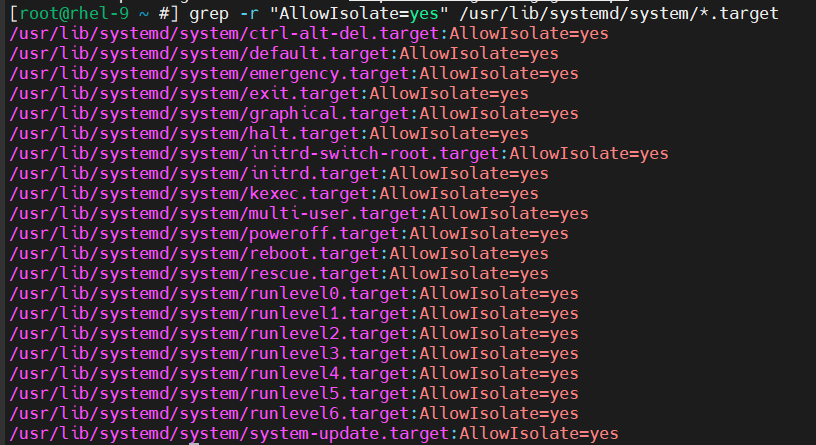 [root@rhel-9 ~ #] grep -r "AllowIsolate=yes" /usr/lib/systemd/system/*.target
/usr/lib/systemd/system/ctrl-alt-del.target:AllowIsolate=yes
/usr/lib/systemd/system/default.target:AllowIsolate=yes
/usr/lib/systemd/system/emergency.target:AllowIsolate=yes
/usr/lib/systemd/system/exit.target:AllowIsolate=yes
/usr/lib/systemd/system/graphical.target:AllowIsolate=yes
/usr/lib/systemd/system/halt.target:AllowIsolate=yes
/usr/lib/systemd/system/initrd-switch-root.target:AllowIsolate=yes
/usr/lib/systemd/system/initrd.target:AllowIsolate=yes
/usr/lib/systemd/system/kexec.target:AllowIsolate=yes
/usr/lib/systemd/system/multi-user.target:AllowIsolate=yes
/usr/lib/systemd/system/poweroff.target:AllowIsolate=yes
/usr/lib/systemd/system/reboot.target:AllowIsolate=yes
/usr/lib/systemd/system/rescue.target:AllowIsolate=yes
/usr/lib/systemd/system/runlevel0.target:AllowIsolate=yes
/usr/lib/systemd/system/runlevel1.target:AllowIsolate=yes
/usr/lib/systemd/system/runlevel2.target:AllowIsolate=yes
/usr/lib/systemd/system/runlevel3.target:AllowIsolate=yes
/usr/lib/systemd/system/runlevel4.target:AllowIsolate=yes
/usr/lib/systemd/system/runlevel5.target:AllowIsolate=yes
/usr/lib/systemd/system/runlevel6.target:AllowIsolate=yes
/usr/lib/systemd/system/system-update.target:AllowIsolate=yes